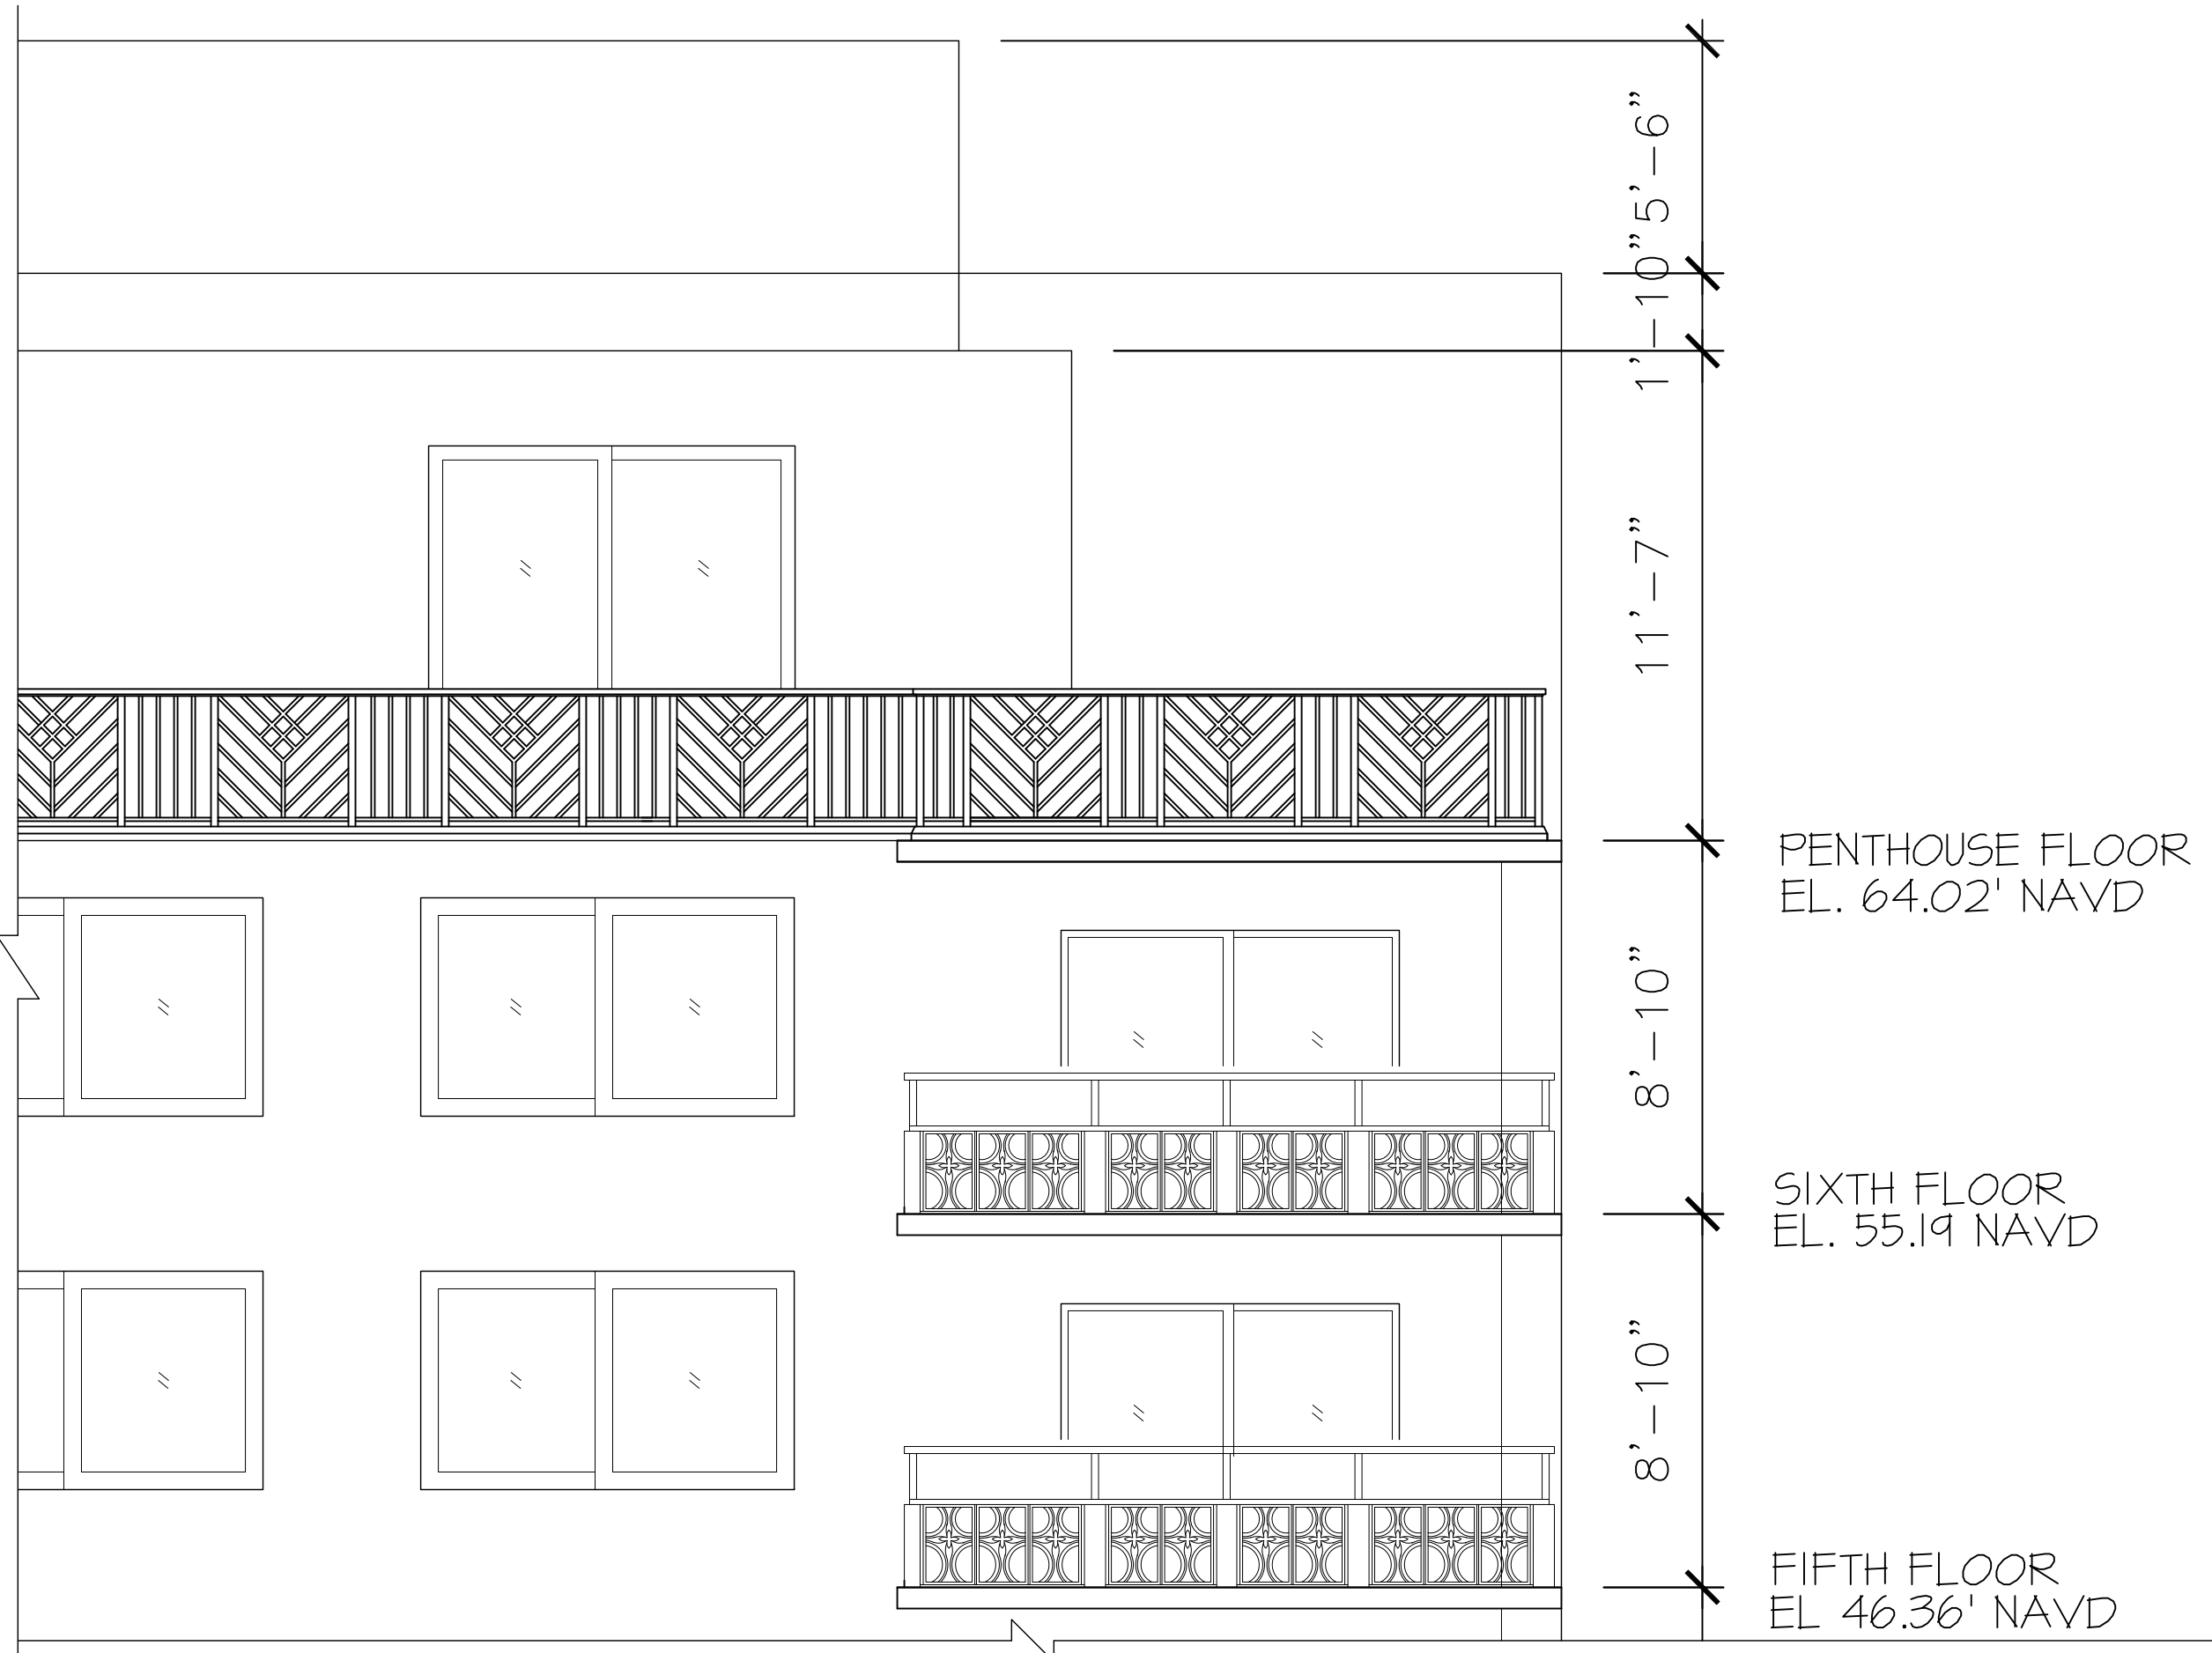 5'-6"
1'-10"
11'-7"
PENTHOUSE FLOOR
EL. 64.02' NAVD
8'-10"
SIXTH FLOOR
EL. 55.19 NAVD
8'-10"
FIFTH FLOOR
EL 46.36' NAVD